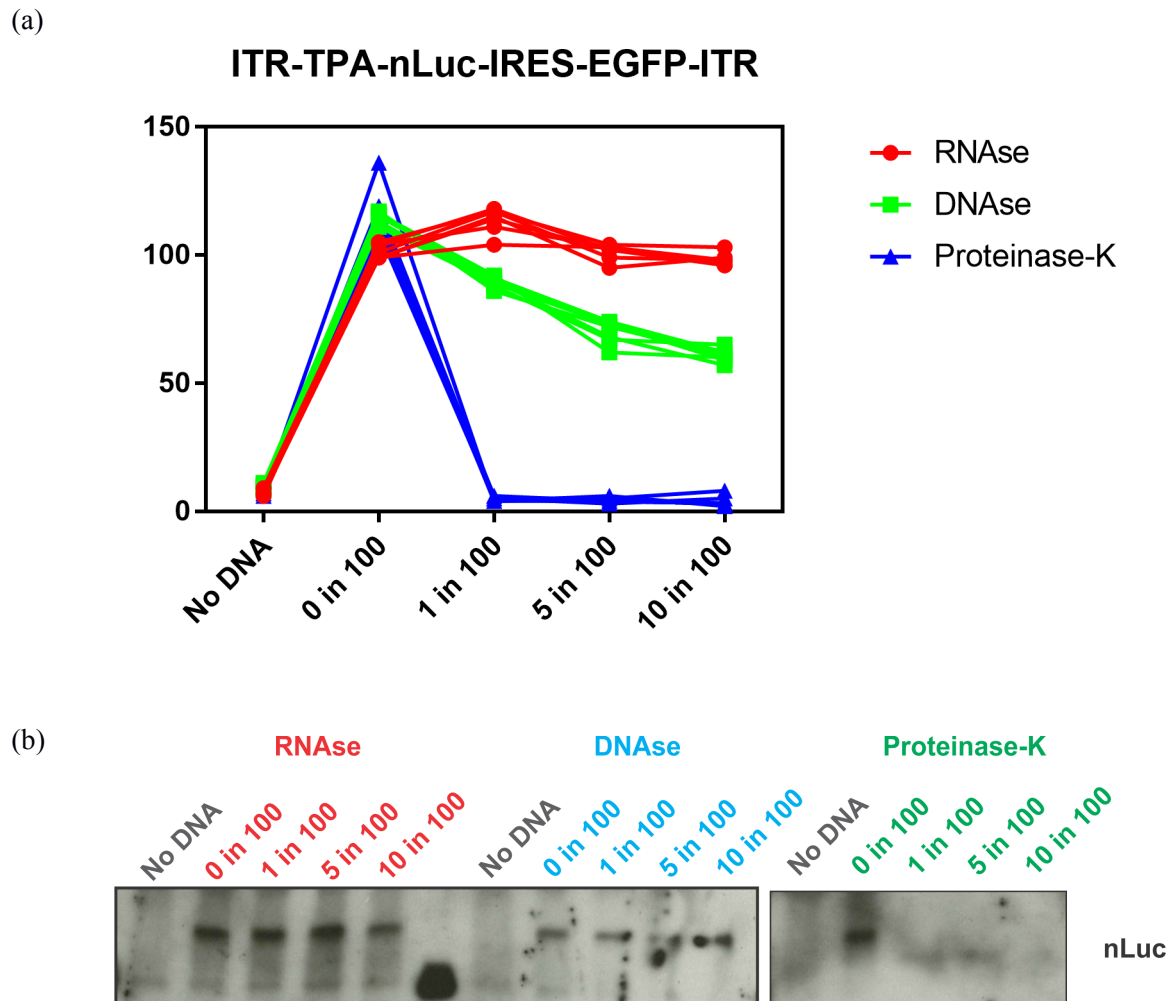 (a)
ITR-TPA-nLuc-IRES-EGFP-ITR
150
100
50
0
No DNA
0 in 100
1 in 100
5 in 100
10 in 100
RNAse
DNAse
Proteinase-K
(b)
RNAse
DNAse
Proteinase-K
No DNA
0 in 100
1 in 100
5 in 100
10 in 100
No DNA
0 in 100
1 in 100
5 in 100
10 in 100
No DNA
0 in 100
1 in 100
5 in 100
10 in 100
nLuc